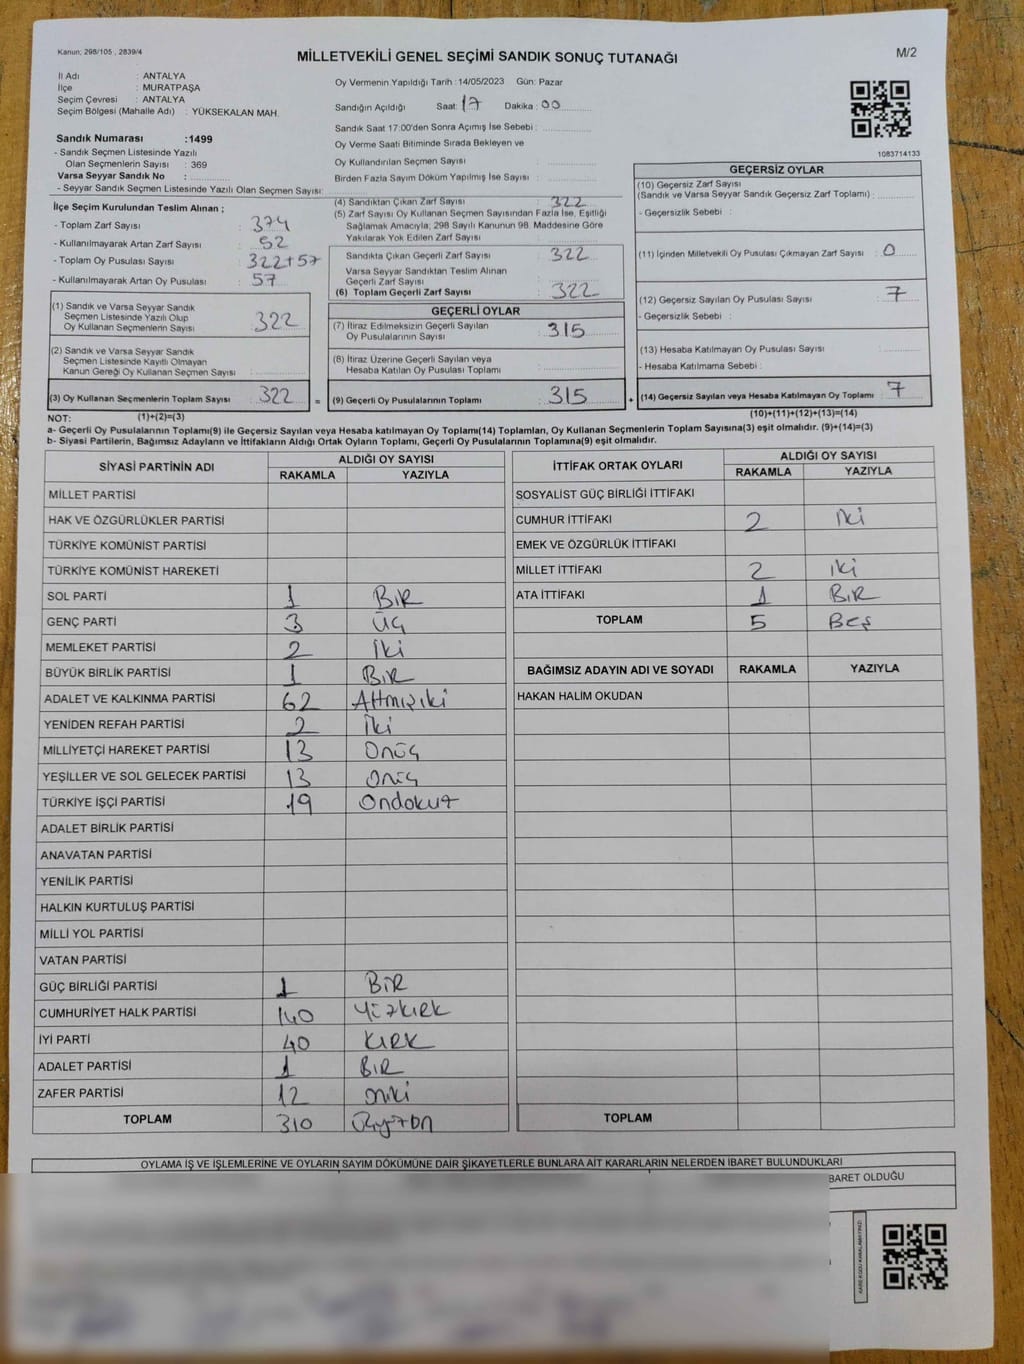 Kanun; 298/105 , 2839/4
MİLLETVEKİLİ GENEL SEÇİMİ SANDIK SONUÇ TUTANAĞI
M/2
İl Adı : ANTALYA
İlçe : MURATPAŞA
Seçim Çevresi : ANTALYA
Seçim Bölgesi (Mahalle Adı) : YÜKSEKALAN MAH.
Sandık Numarası :1499
- Sandık Seçmen Listesinde Yazılı
Olan Seçmenlerin Sayısı : 369
Varsa Seyyar Sandık No :
- Seyyar Sandık Seçmen Listesinde Yazılı Olan Seçmen Sayısı:
Oy Vermenin Yapıldığı Tarih :14/05/2023 Gün: Pazar
Sandığın Açıldığı Saat: 17 Dakika : 00
Sandık Saat 17:00'den Sonra Açımış İse Sebebi :
Oy Verme Saati Bitiminde Sırada Bekleyen ve
Oy Kullandırılan Seçmen Sayısı :
Birden Fazla Sayım Döküm Yapılmış İse Sayısı :
1083714133
İlçe Seçim Kurulundan Teslim Alınan ;
- Toplam Zarf Sayısı : 374
- Kullanılmayarak Artan Zarf Sayısı : 52
- Toplam Oy Pusulası Sayısı : 322+57
- Kullanılmayarak Artan Oy Pusulası : 57
(1) Sandık ve Varsa Seyyar Sandık
Seçmen Listesinde Yazılı Olup
Oy Kullanan Seçmenlerin Sayısı : 322
(2) Sandık ve Varsa Seyyar Sandık
Seçmen Listesinde Kayıtlı Olmayan
Kanun Gereği Oy Kullanan Seçmen Sayısı :
(3) Oy Kullanan Seçmenlerin Toplam Sayısı : 322 =
(1)+(2)=(3)
(4) Sandıktan Çıkan Zarf Sayısı : 322
(5) Zarf Sayısı Oy Kullanan Seçmen Sayısından Fazla İse, Eşitliği
Sağlamak Amacıyla; 298 Sayılı Kanunun 98. Maddesine Göre
Yakılarak Yok Edilen Zarf Sayısı :
Sandıkta Çıkan Geçerli Zarf Sayısı : 322
Varsa Seyyar Sandıktan Teslim Alınan
Geçerli Zarf Sayısı :
(6) Toplam Geçerli Zarf Sayısı : 322
GEÇERLİ OYLAR
(7) İtiraz Edilmeksizin Geçerli Sayılan
Oy Pusulalarının Sayısı : 315
(8) İtiraz Üzerine Geçerli Sayılan veya
Hesaba Katılan Oy Pusulası Toplamı :
(9) Geçerli Oy Pusulalarının Toplamı : 315 +
GEÇERSİZ OYLAR
(10) Geçersiz Zarf Sayısı
(Sandık ve Varsa Seyyar Sandık Geçersiz Zarf Toplamı) :
- Geçersizlik Sebebi :
(11) İçinden Milletvekili Oy Pusulası Çıkmayan Zarf Sayısı : 0
(12) Geçersiz Sayılan Oy Pusulası Sayısı : 7
- Geçersizlik Sebebi :
(13) Hesaba Katılmayan Oy Pusulası Sayısı :
- Hesaba Katılmama Sebebi :
(14) Geçersiz Sayılan veya Hesaba Katılmayan Oy Toplamı : 7
(10)+(11)+(12)+(13)=(14)
NOT:
a- Geçerli Oy Pusulalarının Toplamı(9) ile Geçersiz Sayılan veya Hesaba katılmayan Oy Toplamı(14) Toplamları, Oy Kullanan Seçmenlerin Toplam Sayısına(3) eşit olmalıdır. (9)+(14)=(3)
b- Siyasi Partilerin, Bağımsız Adayların ve İttifakların Aldığı Ortak Oyların Toplamı, Geçerli Oy Pusulalarının Toplamına(9) eşit olmalıdır.
SİYASİ PARTİNİN ADI ALDIĞI OY SAYISI
RAKAMLA YAZIYLA
MİLLET PARTİSİ
HAK VE ÖZGÜRLÜKLER PARTİSİ
TÜRKİYE KOMÜNİST PARTİSİ
TÜRKİYE KOMÜNİST HAREKETİ
SOL PARTİ 1 BİR
GENÇ PARTİ 3 ÜÇ
MEMLEKET PARTİSİ 2 İki
BÜYÜK BİRLİK PARTİSİ 1 BİR
ADALET VE KALKINMA PARTİSİ 62 Altmışiki
YENİDEN REFAH PARTİSİ 2 İki
MİLLİYETÇİ HAREKET PARTİSİ 13 Onüç
YEŞİLLER VE SOL GELECEK PARTİSİ 13 Onüç
TÜRKİYE İŞÇİ PARTİSİ 19 Ondokuz
ADALET BİRLİK PARTİSİ
ANAVATAN PARTİSİ
YENİLİK PARTİSİ
HALKIN KURTULUŞ PARTİSİ
MİLLİ YOL PARTİSİ
VATAN PARTİSİ
GÜÇ BİRLİĞİ PARTİSİ 1 BİR
CUMHURİYET HALK PARTİSİ 140 YüzKIRK
İYİ PARTİ 40 KIRK
ADALET PARTİSİ 1 BİR
ZAFER PARTİSİ 12 oniki
TOPLAM 310 Üçyüzon
İTTİFAK ORTAK OYLARI ALDIĞI OY SAYISI
RAKAMLA YAZIYLA
SOSYALİST GÜÇ BİRLİĞİ İTTİFAKI
CUMHUR İTTİFAKI 2 İki
EMEK VE ÖZGÜRLÜK İTTİFAKI
MİLLET İTTİFAKI 2 iki
ATA İTTİFAKI 1 BİR
TOPLAM 5 Beş
BAĞIMSIZ ADAYIN ADI VE SOYADI RAKAMLA YAZIYLA
HAKAN HALİM OKUDAN
TOPLAM
OYLAMA İŞ VE İŞLEMLERİNE VE OYLARIN SAYIM DÖKÜMÜNE DAİR ŞİKAYETLERLE BUNLARA AİT KARARLARIN NELERDEN İBARET BULUNDUKLARI
BARET OLDUĞU